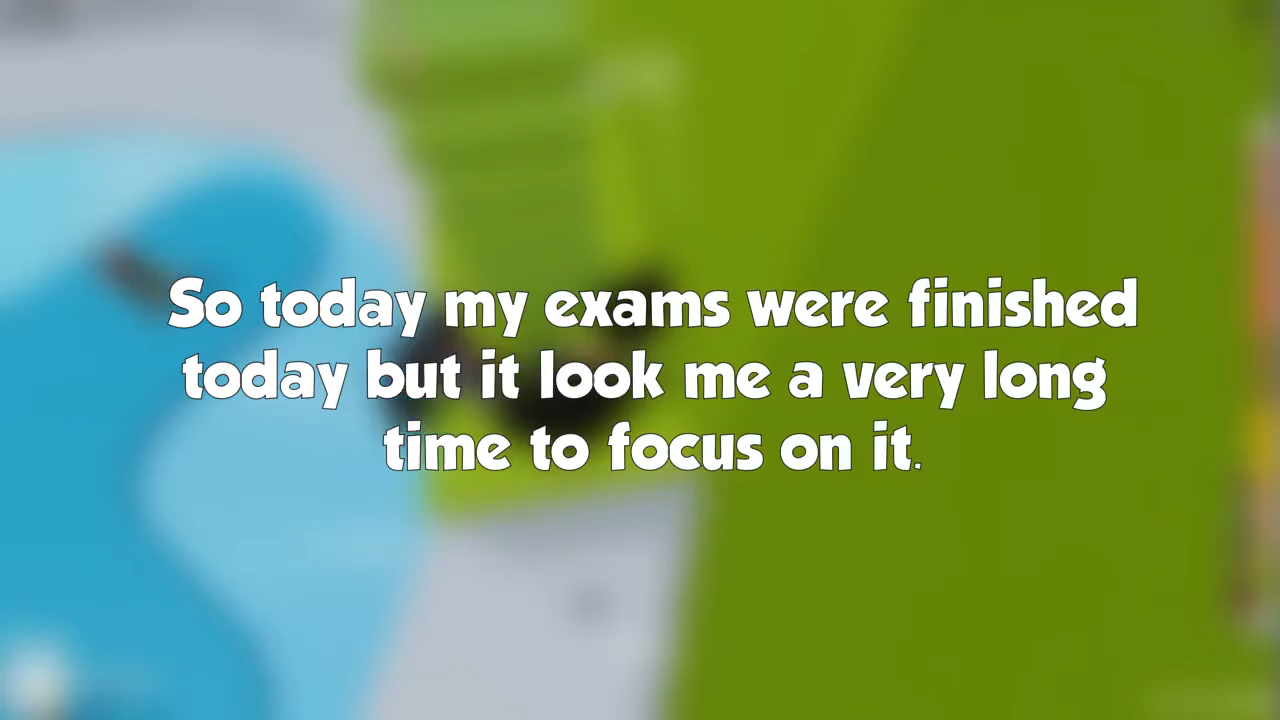 So today my exams were finished
today but it look me a very long
time to focus on it.